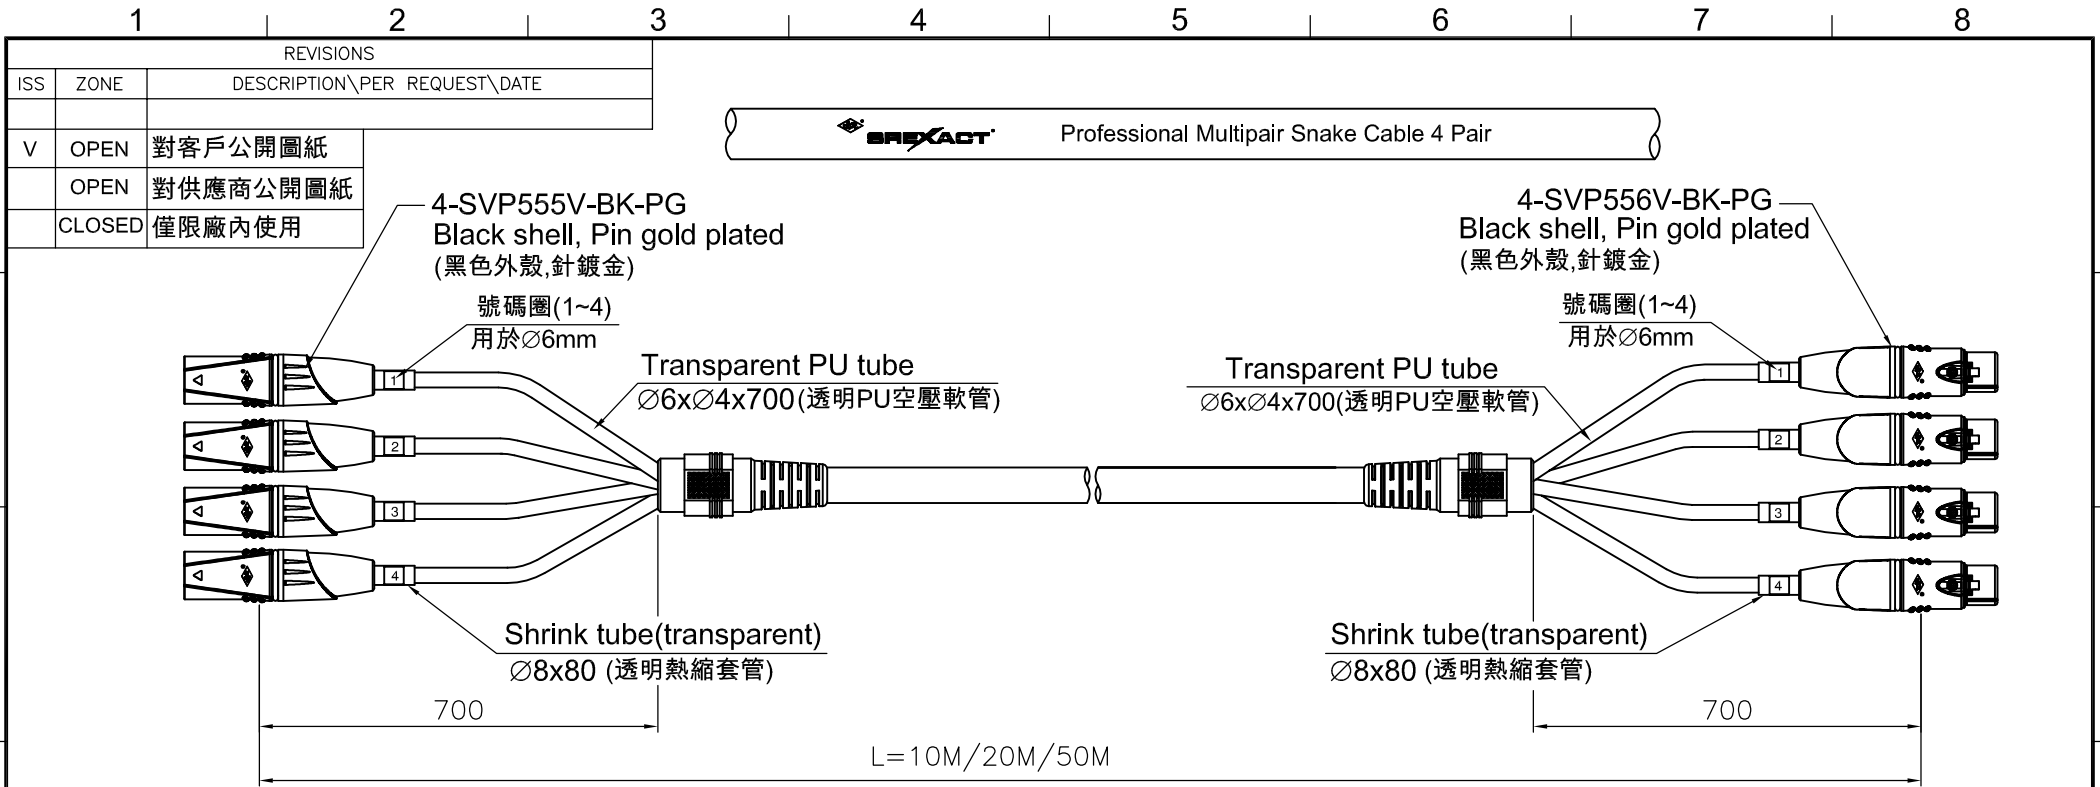 1 2 3 4 5 6 7 8
REVISIONS
ISS ZONE DESCRIPTION\PER REQUEST\DATE
V OPEN 對客戶公開圖紙
OPEN 對供應商公開圖紙
CLOSED 僅限廠內使用
SREXACT Professional Multipair Snake Cable 4 Pair
4-SVP555V-BK-PG
Black shell, Pin gold plated
(黑色外殼,針鍍金)
號碼圈(1~4)
用於∅6mm
Transparent PU tube
∅6x∅4x700(透明PU空壓軟管)
4-SVP556V-BK-PG
Black shell, Pin gold plated
(黑色外殼,針鍍金)
號碼圈(1~4)
用於∅6mm
Transparent PU tube
∅6x∅4x700(透明PU空壓軟管)
1
2
3
4
1
2
3
4
Shrink tube(transparent)
∅8x80 (透明熱縮套管)
Shrink tube(transparent)
∅8x80 (透明熱縮套管)
700
700
L=10M/20M/50M